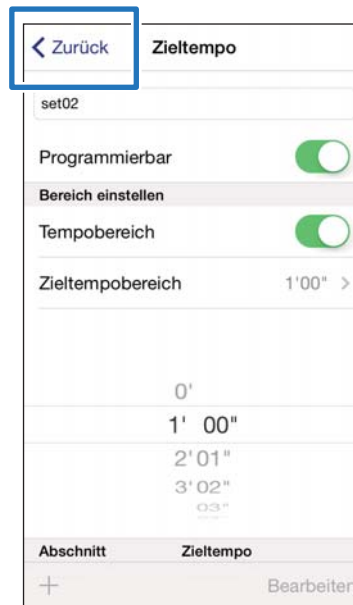 Zurück Zieltempo
set02
Programmierbar
Bereich einstellen
Tempobereich
Zieltempobereich 1'00" >
0'
1' 00"
2' 01"
3' 02"
03"
Abschnitt Zieltempo
+ Bearbeiten